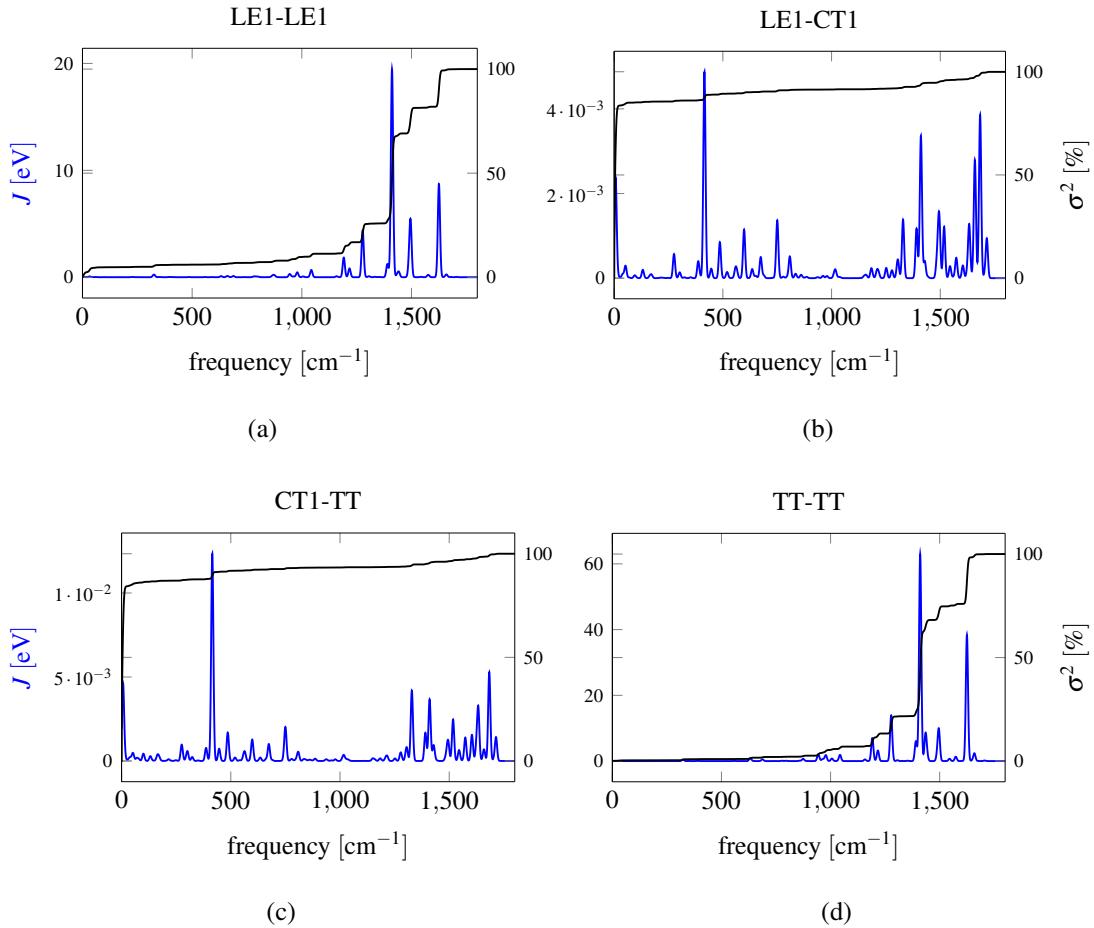 LE1-LE1
J [eV]
20
10
0
100
50
0
0 500 1,000 1,500
frequency [cm⁻¹]
(a)
LE1-CT1
4 · 10⁻³
2 · 10⁻³
0
100
50
0
σ² [%]
0 500 1,000 1,500
frequency [cm⁻¹]
(b)
CT1-TT
J [eV]
1 · 10⁻²
5 · 10⁻³
0
100
50
0
0 500 1,000 1,500
frequency [cm⁻¹]
(c)
TT-TT
60
40
20
0
100
50
0
σ² [%]
0 500 1,000 1,500
frequency [cm⁻¹]
(d)